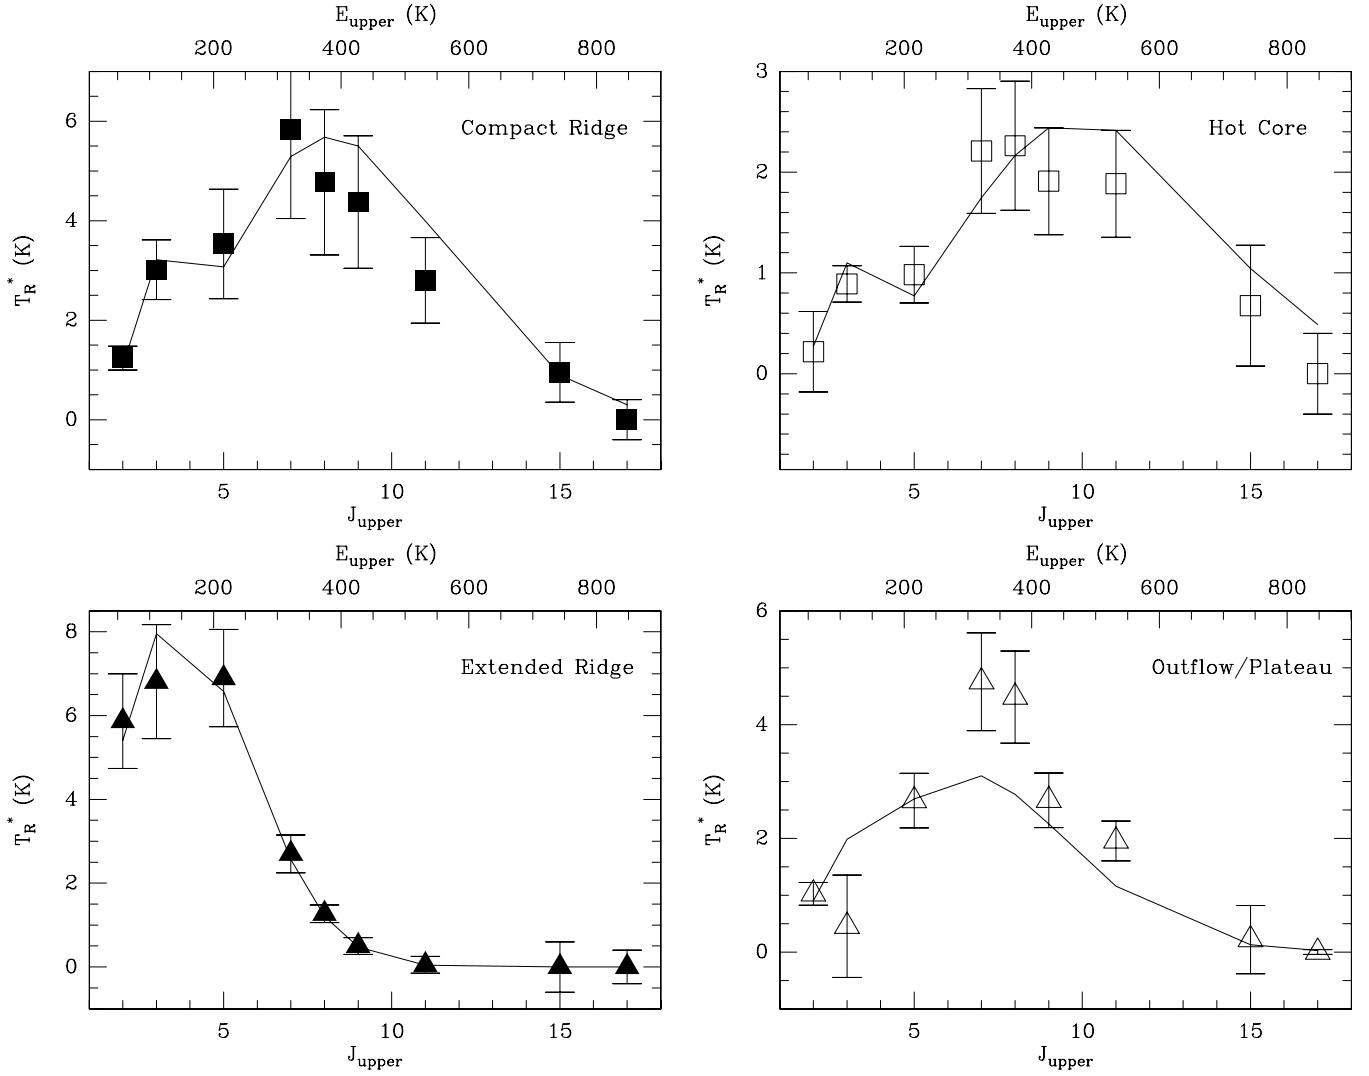 E_upper (K)
200 400 600 800
6
4
2
0
Compact Ridge
T_R^* (K)
5 10 15
J_upper
E_upper (K)
200 400 600 800
3
2
1
0
Hot Core
T_R^* (K)
5 10 15
J_upper
E_upper (K)
200 400 600 800
8
6
4
2
0
Extended Ridge
T_R^* (K)
5 10 15
J_upper
E_upper (K)
200 400 600 800
6
4
2
0
Outflow/Plateau
T_R^* (K)
5 10 15
J_upper